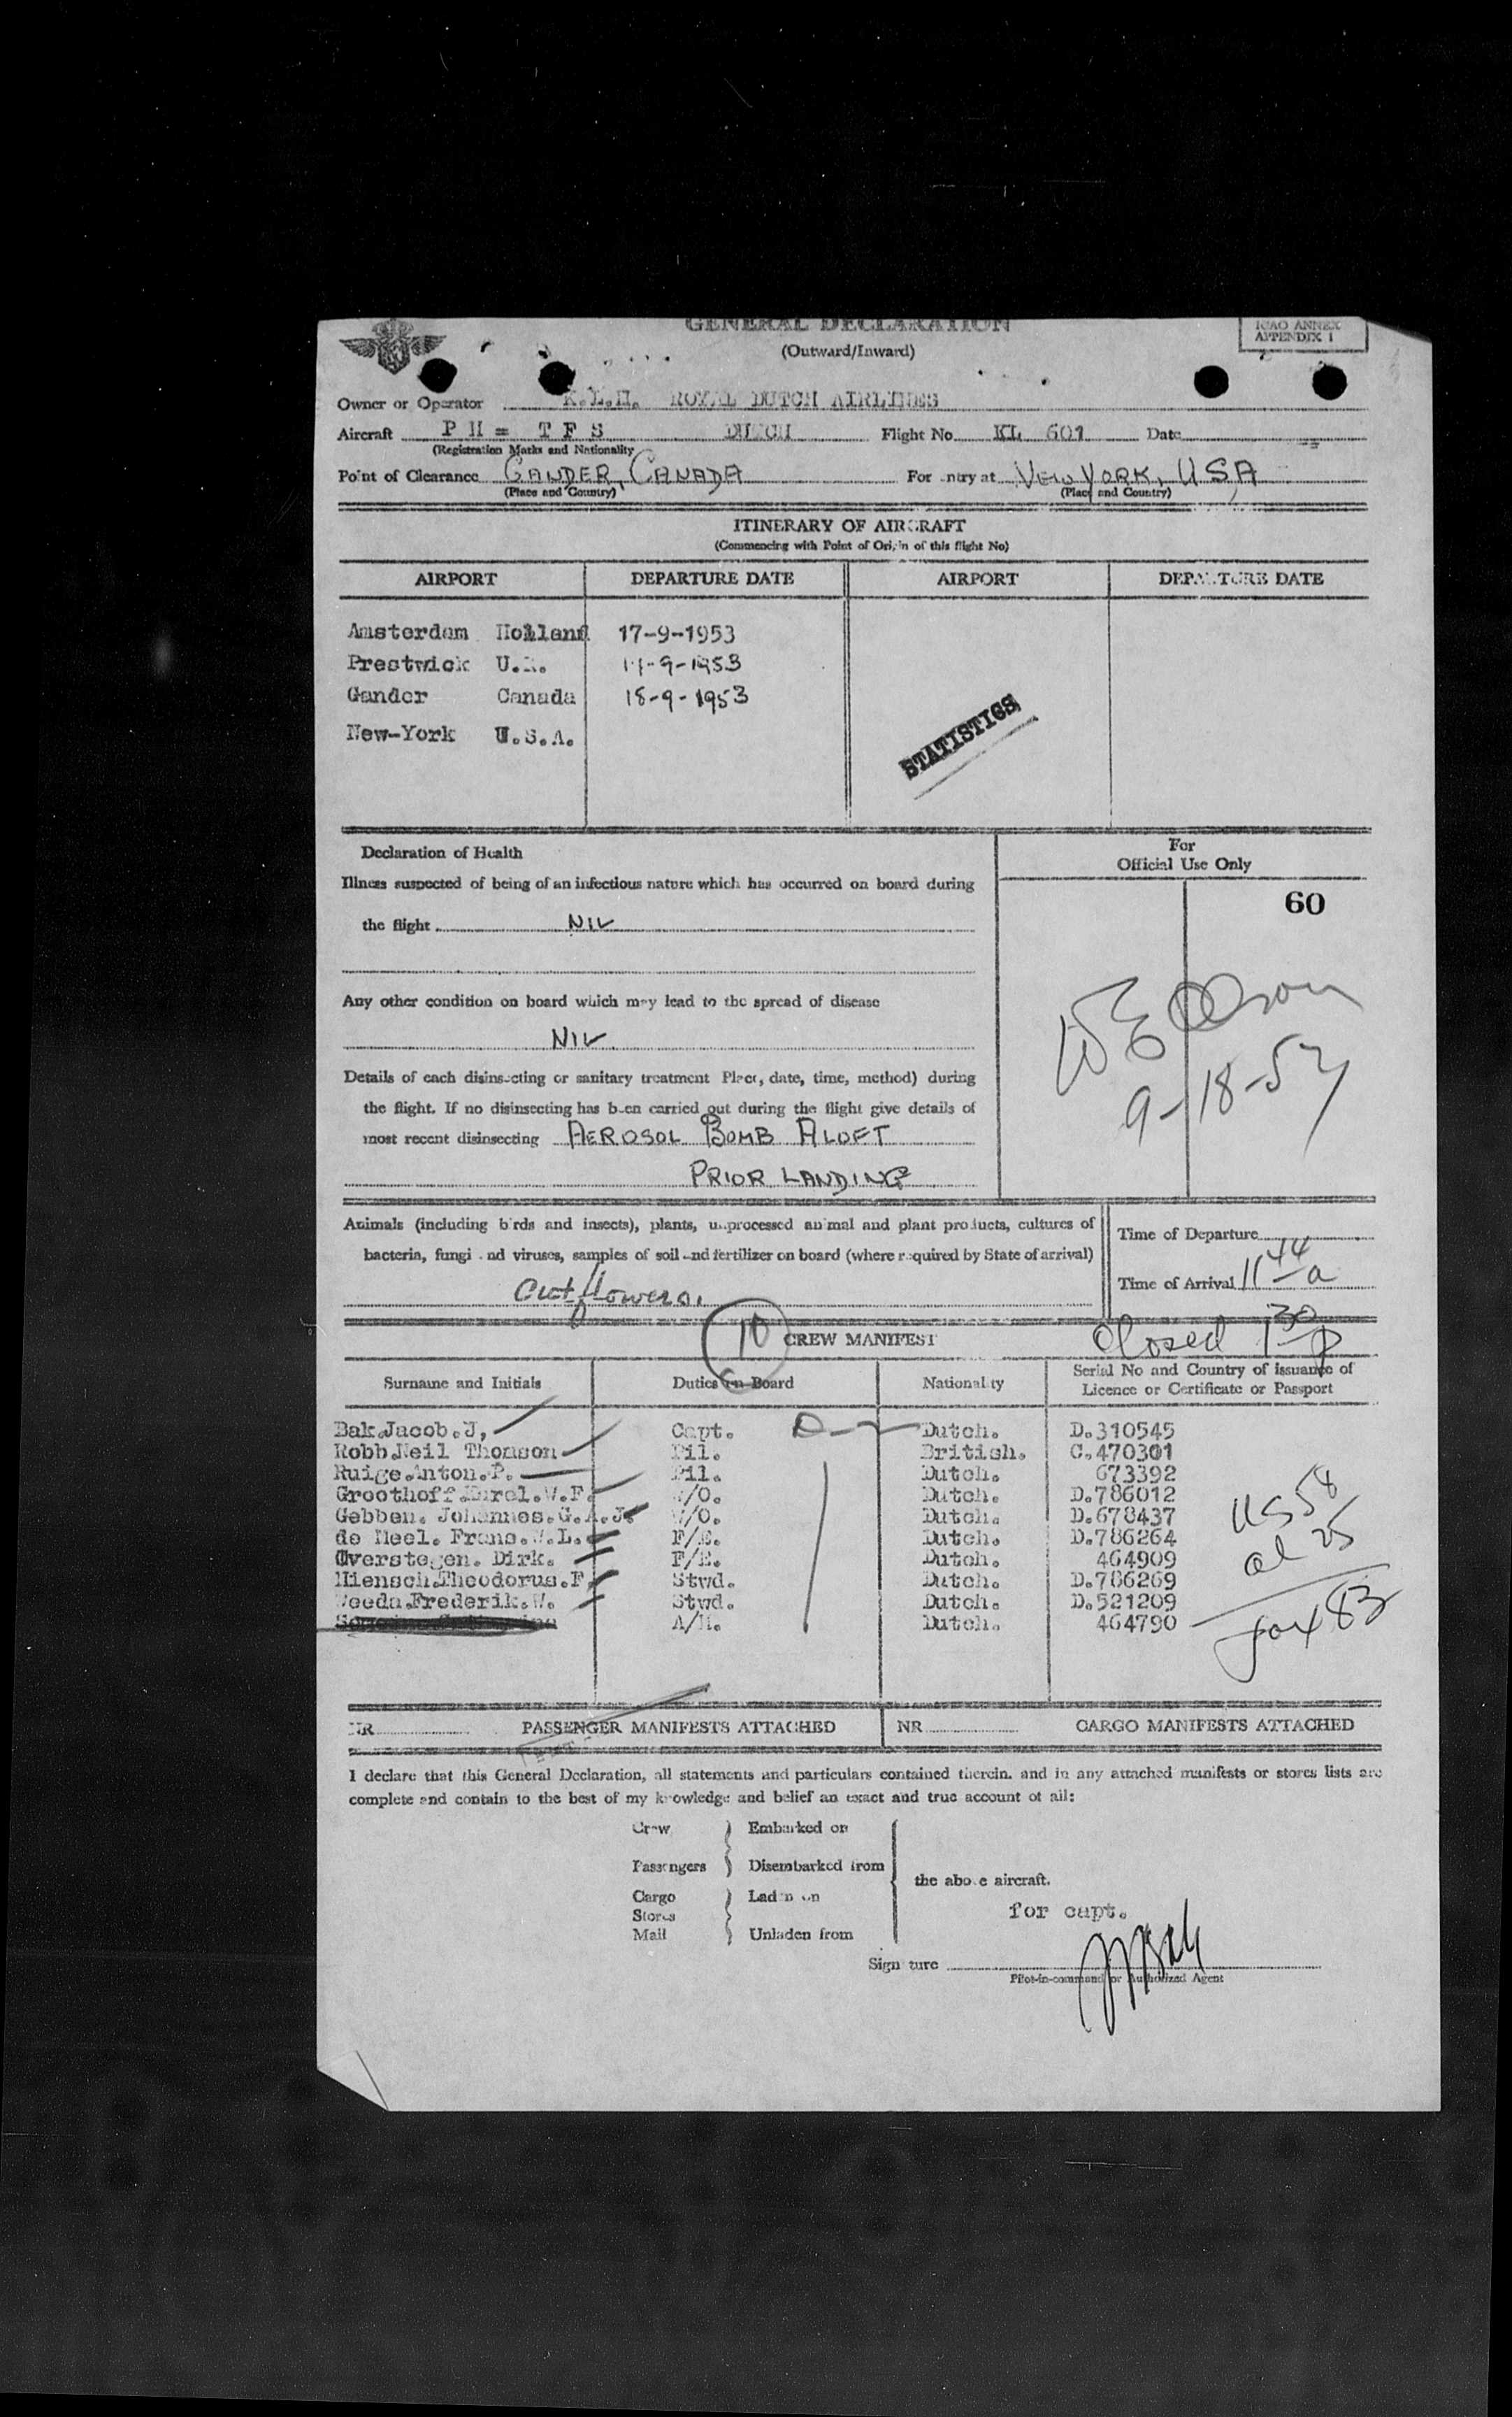 GENERAL DECLARATION
(Outward/Inward)
ICAO ANNEX
APPENDIX 1
Owner or Operator K.L.M. ROYAL DUTCH AIRLINES
Aircraft P H = T F S DUTCH Flight No KL 601 Date
(Registration Marks and Nationality
Point of Clearance GANDER, CANADA For ntry at NEW YORK, USA
(Place and Country) (Place and Country)
ITINERARY OF AIRCRAFT
(Commencing with Point of Origin of this flight No)
AIRPORT DEPARTURE DATE AIRPORT DEPARTURE DATE
Amsterdam Holland 17-9-1953
Prestwick U.K. 17-9-1953
Gander Canada 18-9-1953
New-York U.S.A.
STATISTICS
Declaration of Health
For
Official Use Only
Illness suspected of being of an infectious nature which has occurred on board during
the flight NIL
60
Any other condition on board which may lead to the spread of disease
NIL
WE Olson
9-18-53
Details of each disinsecting or sanitary treatment Place, date, time, method) during
the flight. If no disinsecting has been carried out during the flight give details of
most recent disinsecting AEROSOL BOMB ALOFT
PRIOR LANDING
Animals (including birds and insects), plants, unprocessed animal and plant products, cultures of
bacteria, fungi and viruses, samples of soil and fertilizer on board (where required by State of arrival)
Cut flowers.
Time of Departure
Time of Arrival 11 44 a
Closed 1 30 p
10 CREW MANIFEST
Surname and Initials Duties on Board Nationality Serial No and Country of issuance of
Licence or Certificate or Passport
Bak.Jacob.J, Capt. Dutch. D.310545
Robb.Neil Thomson Pil. British. C.470301
Ruige.Anton.P. Pil. Dutch. 673392
Groothoff.Karel.W.F. W/O. Dutch. D.786012
Gebben. Johannes.G.A.J. W/O. Dutch. D.678437
de Heel. Frans.W.L. F/E. Dutch. D.786264
Overstegen. Dirk. F/E. Dutch. 464909
Miensch.Theodorus.F. Stwd. Dutch. D.786269
Weeda.Frederik.W. Stwd. Dutch. D.521209
A/H. Dutch. 464790
US 58
al 25
pax 83
NR PASSENGER MANIFESTS ATTACHED NR CARGO MANIFESTS ATTACHED
I declare that this General Declaration, all statements and particulars contained therein. and in any attached manifests or stores lists are
complete and contain to the best of my knowledge and belief an exact and true account of all:
Crew Embarked on
Passengers Disembarked from
the above aircraft.
Cargo Laden on
Stores
Mail Unladen from
for capt.
Signature
Pilot-in-command or Authorized Agent